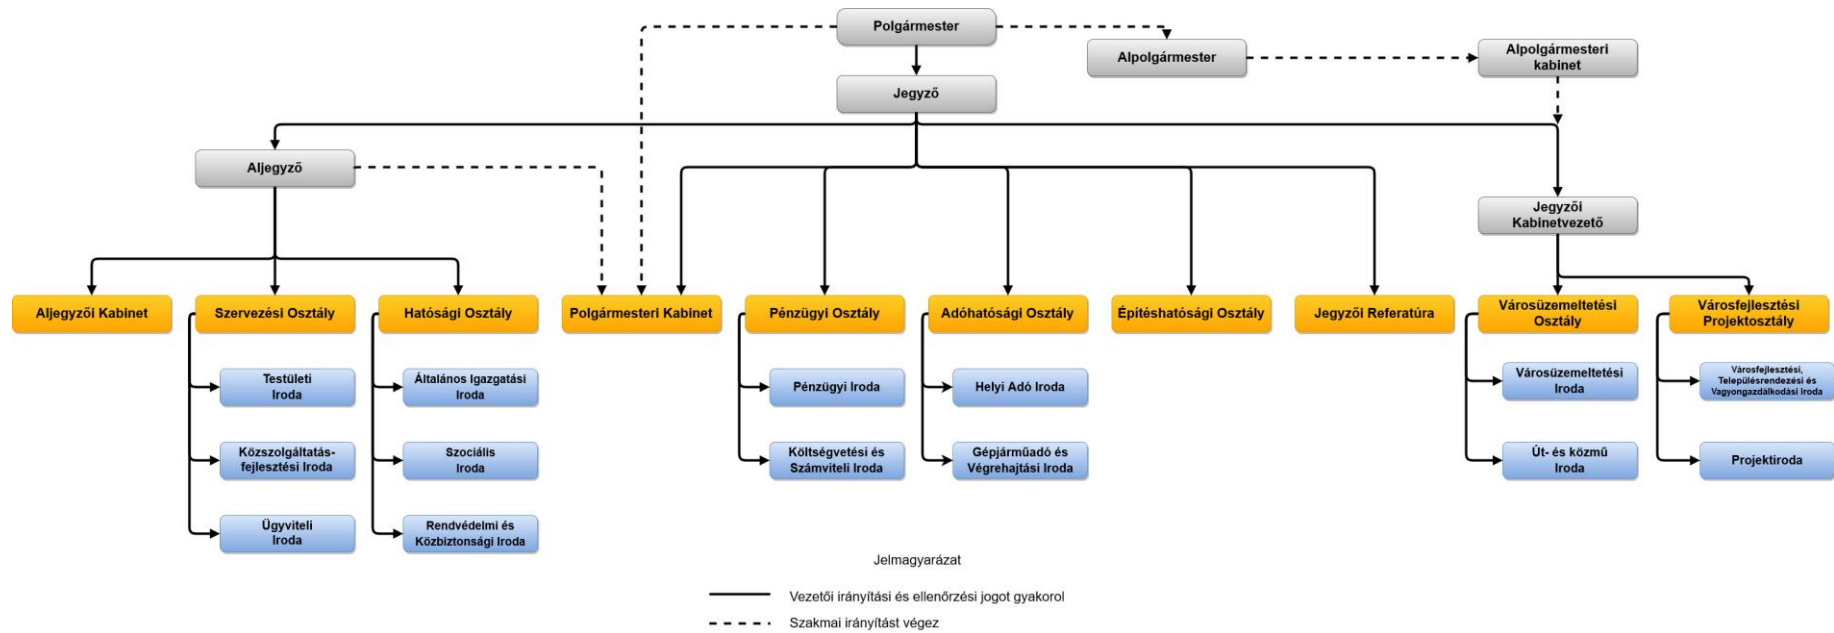 Polgármester
Alpolgármester
Alpolgármesteri
kabinet
Jegyző
Aljegyző
Jegyzői
Kabinetvezető
Aljegyzői Kabinet
Szervezési Osztály
Hatósági Osztály
Polgármesteri Kabinet
Pénzügyi Osztály
Adóhatósági Osztály
Építéshatósági Osztály
Jegyzői Referatúra
Városüzemeltetési
Osztály
Városfejlesztési
Projektosztály
Testületi
Iroda
Általános Igazgatási
Iroda
Pénzügyi Iroda
Helyi Adó Iroda
Városüzemeltetési
Iroda
Városfejlesztési,
Településrendezési és
Vagyongazdálkodási Iroda
Közszolgáltatás-
fejlesztési Iroda
Szociális
Iroda
Költségvetési és
Számviteli Iroda
Gépjárműadó és
Végrehajtási Iroda
Út- és közmű
Iroda
Projektiroda
Ügyviteli
Iroda
Rendvédelmi és
Közbiztonsági Iroda
Jelmagyarázat
Vezetői irányítási és ellenőrzési jogot gyakorol
Szakmai irányítást végez